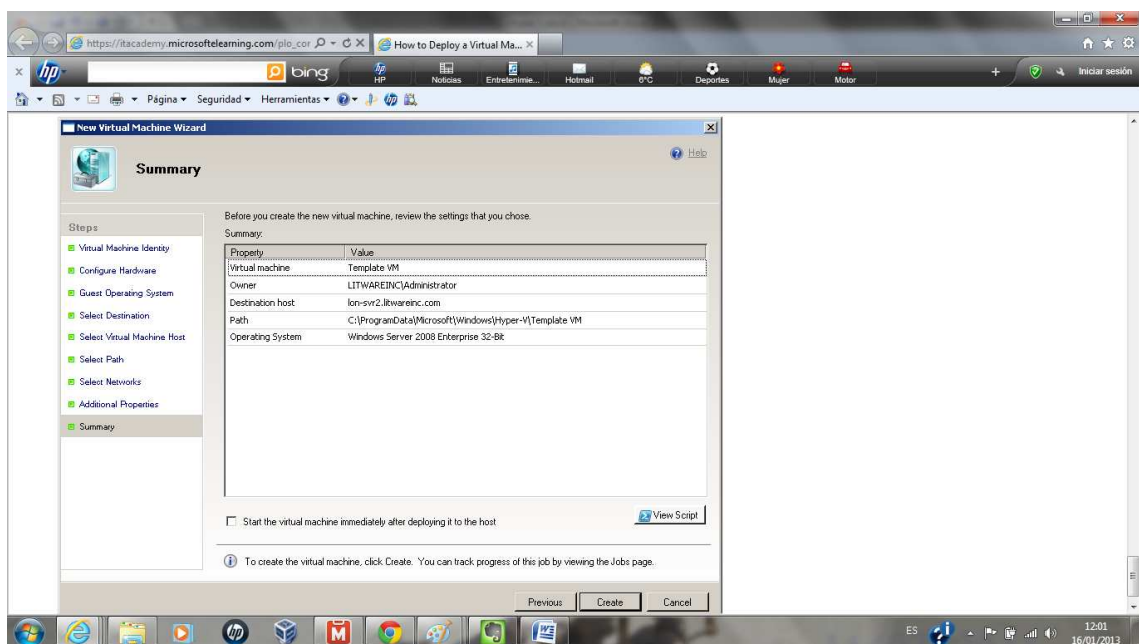 https://itacademy.microsoftelearning.com/plo_cor
How to Deploy a Virtual Ma...
bing
HP
Noticias
Entretenimie...
Hotmail
6°C
Deportes
Mujer
Motor
Iniciar sesión
Página
Seguridad
Herramientas
New Virtual Machine Wizard
Summary
Help
Steps
Virtual Machine Identity
Configure Hardware
Guest Operating System
Select Destination
Select Virtual Machine Host
Select Path
Select Networks
Additional Properties
Summary
Before you create the new virtual machine, review the settings that you chose.
Summary:
Property Value
Virtual machine Template VM
Owner LITWAREINC\Administrator
Destination host lon-svr2.litwareinc.com
Path C:\ProgramData\Microsoft\Windows\Hyper-V\Template VM
Operating System Windows Server 2008 Enterprise 32-Bit
Start the virtual machine immediately after deploying it to the host
View Script
To create the virtual machine, click Create. You can track progress of this job by viewing the Jobs page.
Previous Create Cancel
ES
12:01
16/01/2013